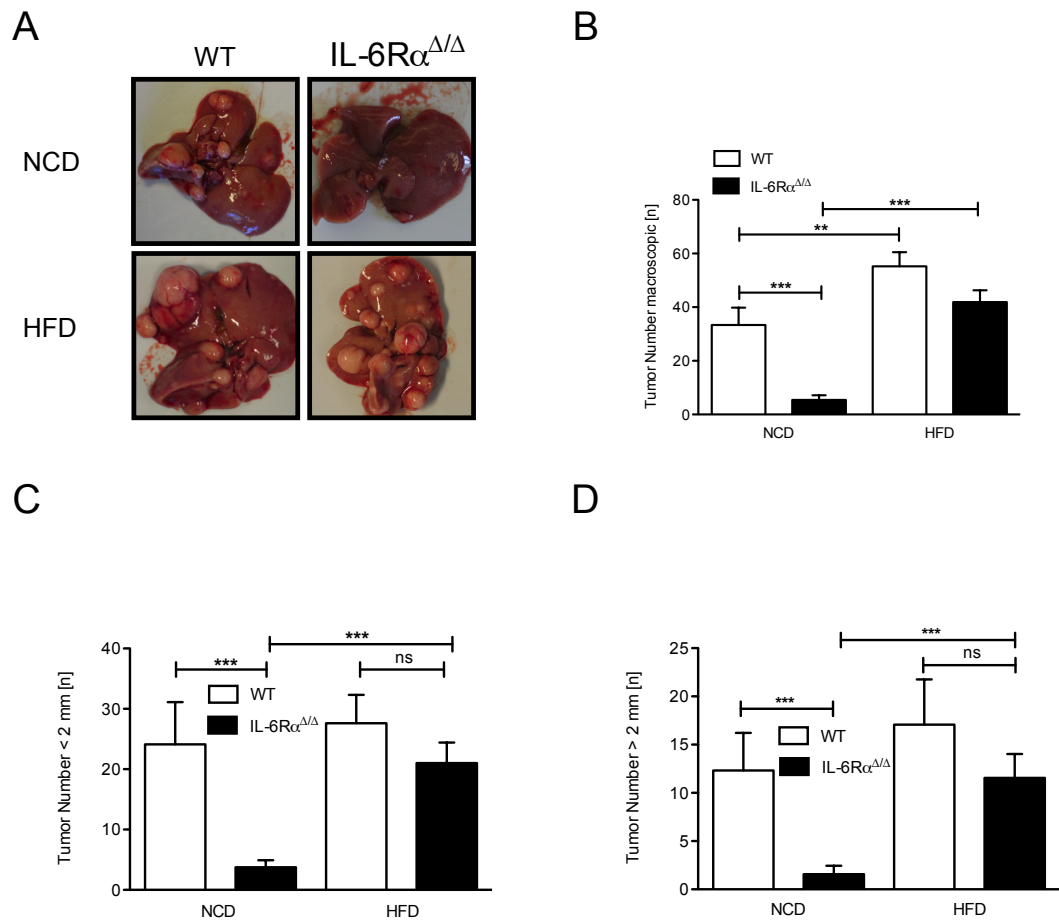 A
WT IL-6Rα^Δ/Δ
NCD
HFD
B
WT
IL-6Rα^Δ/Δ
Tumor Number macroscopic [n]
80
60
40
20
0
***
**
***
NCD HFD
C
Tumor Number < 2 mm [n]
40
30
20
10
0
***
*** ns
WT
IL-6Rα^Δ/Δ
NCD HFD
D
Tumor Number > 2 mm [n]
25
20
15
10
5
0
***
ns
***
WT
IL-6Rα^Δ/Δ
NCD HFD